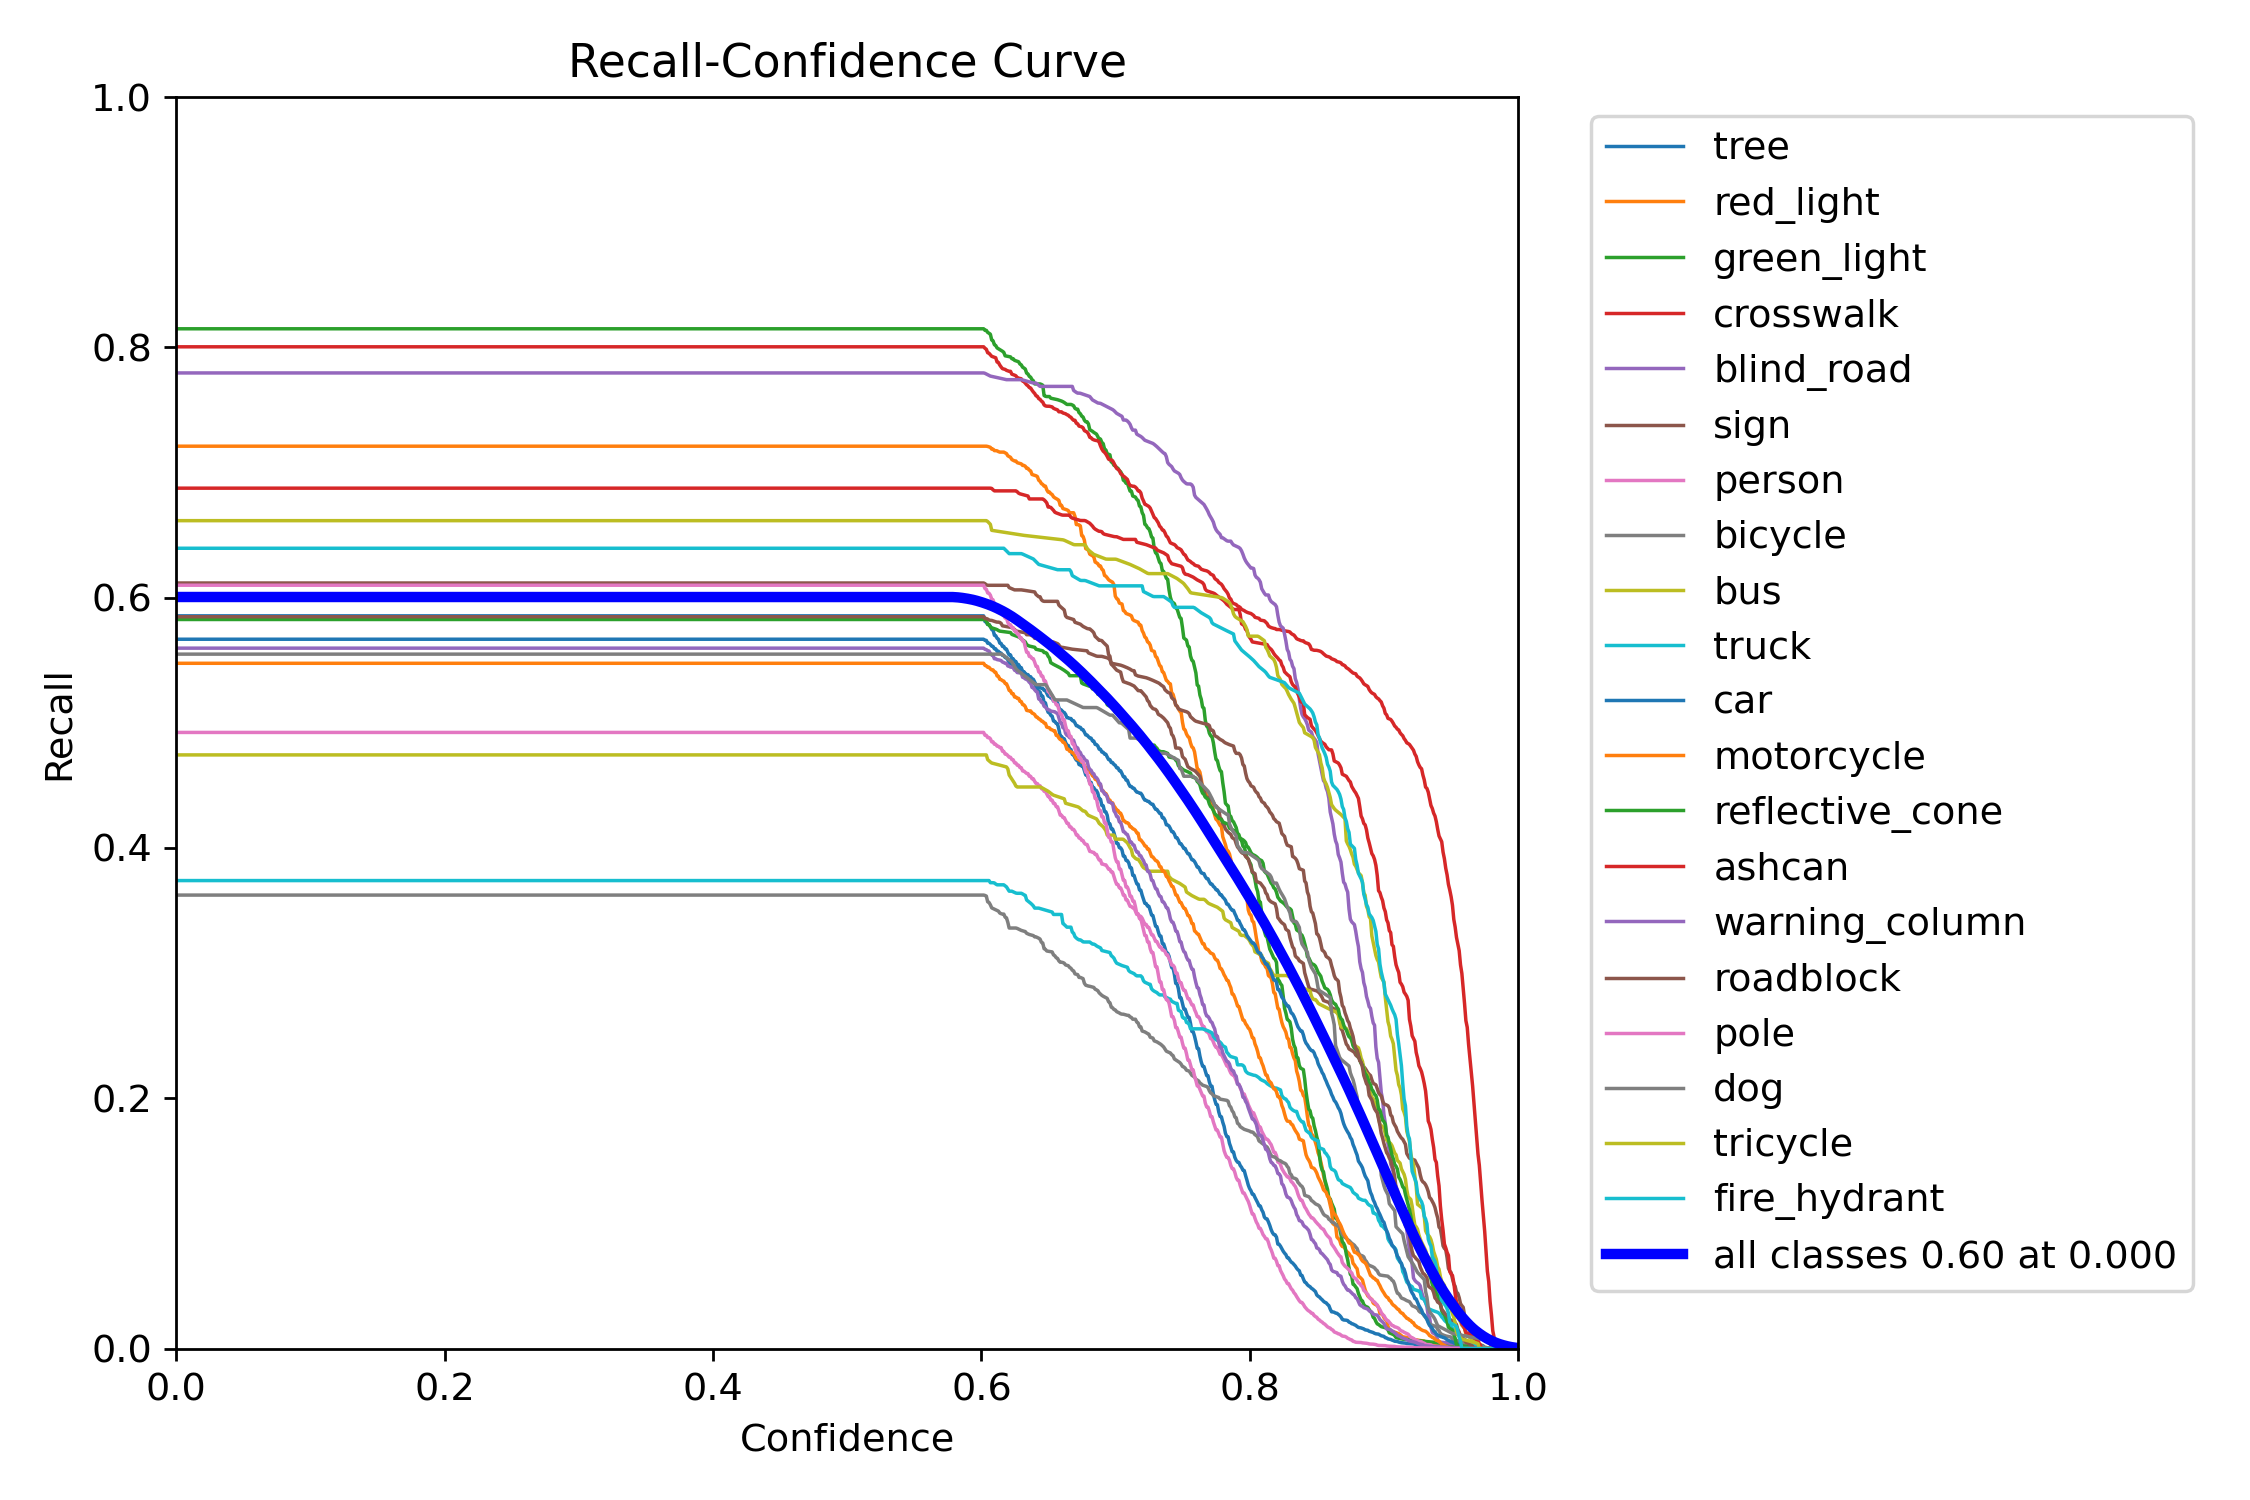 Recall-Confidence Curve
1.0
0.8
0.6
0.4
0.2
0.0
Recall
0.0 0.2 0.4 0.6 0.8 1.0
Confidence
tree
red_light
green_light
crosswalk
blind_road
sign
person
bicycle
bus
truck
car
motorcycle
reflective_cone
ashcan
warning_column
roadblock
pole
dog
tricycle
fire_hydrant
all classes 0.60 at 0.000